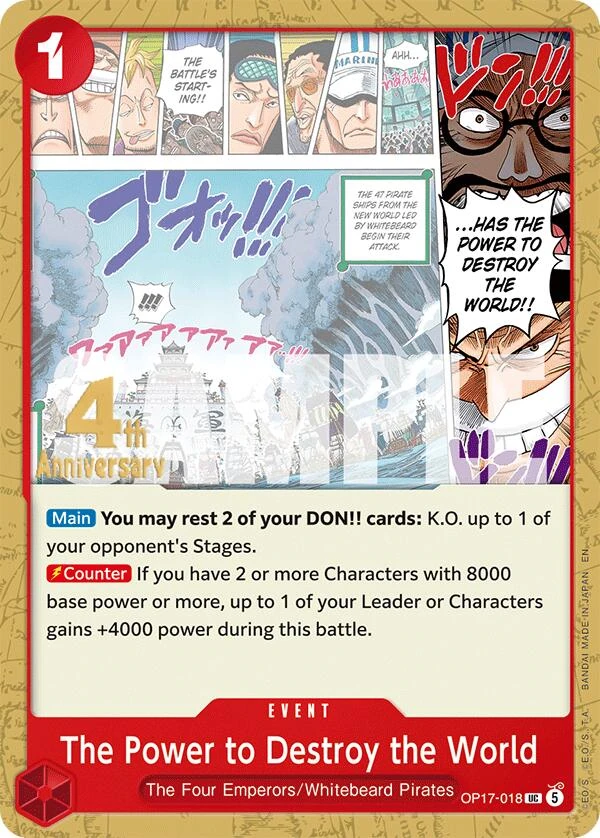 1
THE
BATTLE'S
START-
ING!!
AHH...
MARINE
ドン!!!
...HAS THE
POWER TO
DESTROY
THE
WORLD!!
ブオッ!!!
THE 47 PIRATE
SHIPS FROM THE
NEW WORLD LED
BY WHITEBEARD
BEGIN THEIR
ATTACK.
!!!
4th
Anniversary
Main You may rest 2 of your DON!! cards: K.O. up to 1 of
your opponent's Stages.
Counter If you have 2 or more Characters with 8000
base power or more, up to 1 of your Leader or Characters
gains +4000 power during this battle.
EVENT
The Power to Destroy the World
The Four Emperors/Whitebeard Pirates
OP17-018 UC 5
©E.O./S. ©E.O./S.,T.A. BANDAI MADE IN JAPAN EN